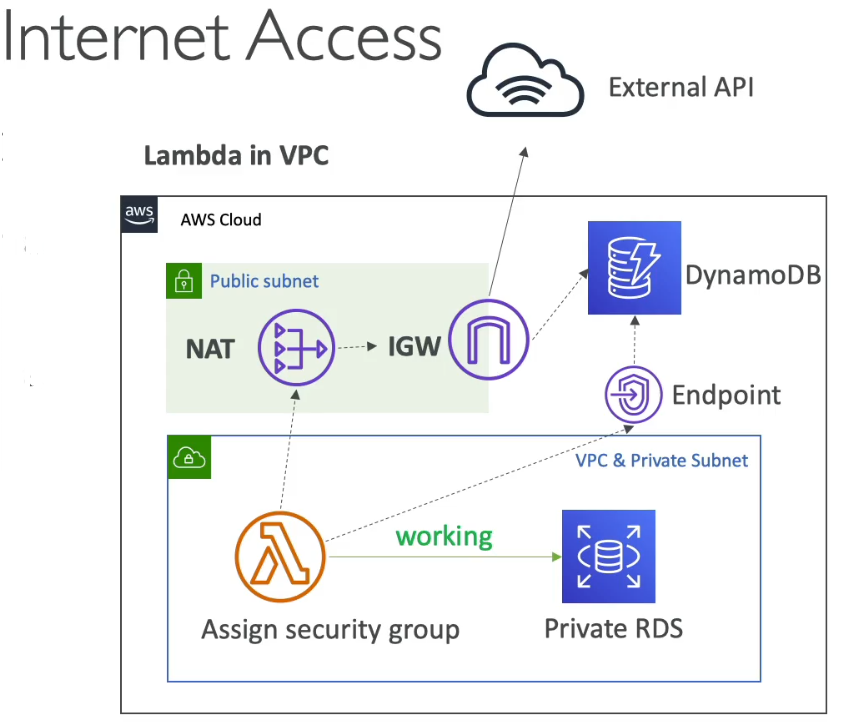 Internet Access
External API
Lambda in VPC
aws
AWS Cloud
Public subnet
DynamoDB
NAT
IGW
Endpoint
VPC & Private Subnet
working
Assign security group
Private RDS